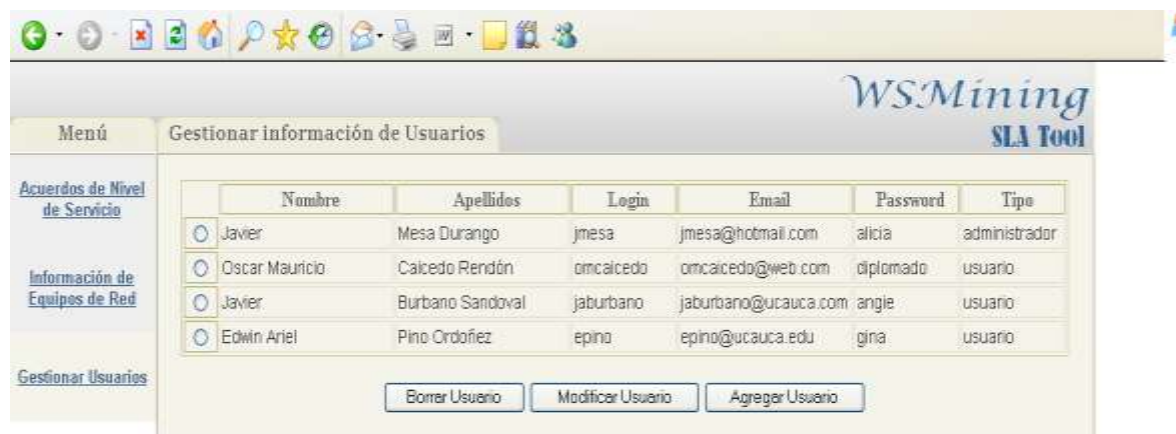 WSMining
SLA Tool
Menú
Gestionar información de Usuarios
Acuerdos de Nivel
de Servicio
Información de
Equipos de Red
Gestionar Usuarios
Nombre Apellidos Login Email Password Tipo
Javier Mesa Durango jmesa jmesa@hotmail.com alicia administrador
Oscar Mauricio Caicedo Rendón omcaicedo omcaicedo@web.com diplomado usuario
Javier Burbano Sandoval jaburbano jaburbano@ucauca.com angie usuario
Edwin Ariel Pino Ordoñez epino epino@ucauca.edu gina usuario
Borrar Usuario Modificar Usuario Agregar Usuario